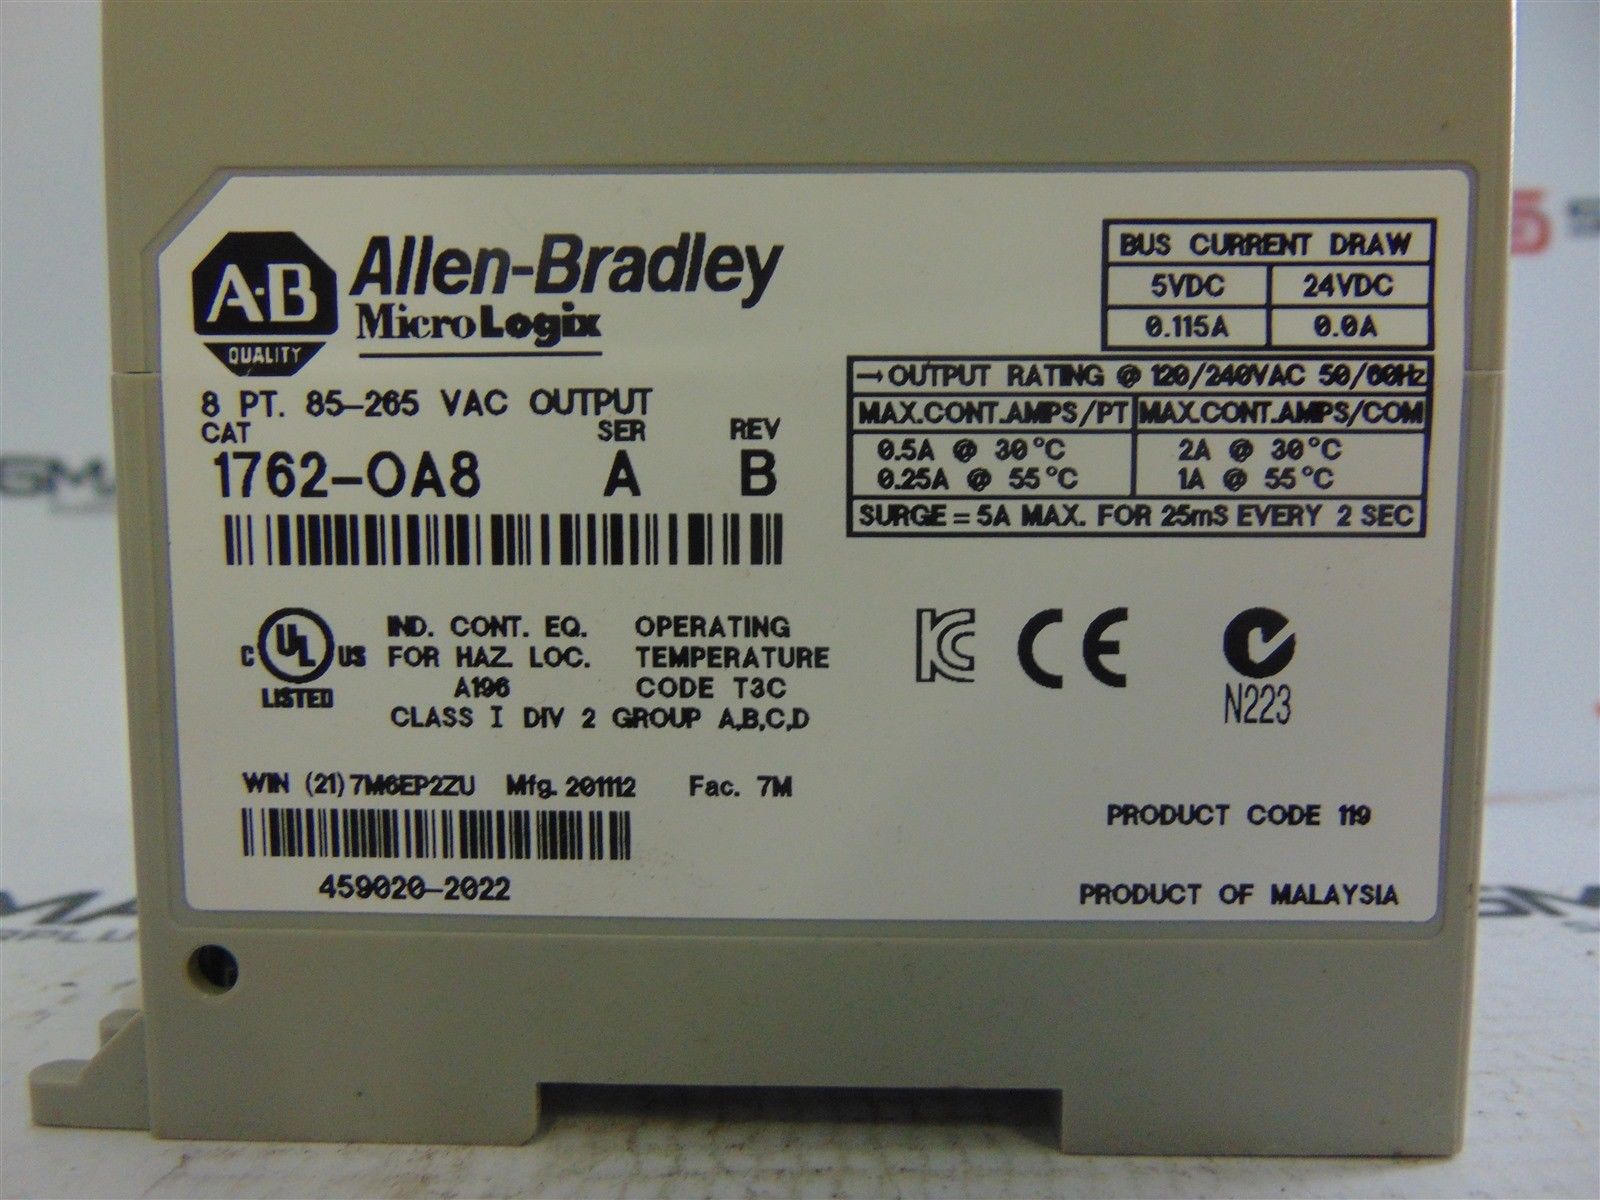 A-B
QUALITY
Allen-Bradley
MicroLogix
8 PT. 85-265 VAC OUTPUT
CAT SER REV
1762-OA8 A B
BUS CURRENT DRAW
5VDC 24VDC
0.115A 0.0A
→OUTPUT RATING @ 120/240VAC 50/60Hz
MAX.CONT.AMPS/PT MAX.CONT.AMPS/COM
0.5A @ 30°C 2A @ 30°C
0.25A @ 55°C 1A @ 55°C
SURGE = 5A MAX. FOR 25mS EVERY 2 SEC
C UL US
LISTED
IND. CONT. EQ.
FOR HAZ. LOC.
A196
OPERATING
TEMPERATURE
CODE T3C
CLASS I DIV 2 GROUP A,B,C,D
KC CE
N223
WIN (21) 7M6EP2ZU Mfg. 201112 Fac. 7M
459020-2022
PRODUCT CODE 119
PRODUCT OF MALAYSIA